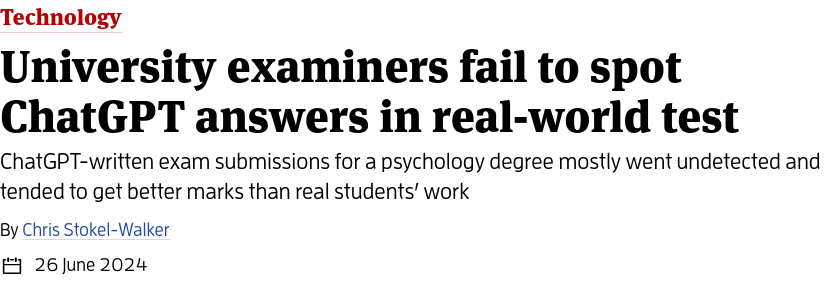 Technology
University examiners fail to spot
ChatGPT answers in real-world test
ChatGPT-written exam submissions for a psychology degree mostly went undetected and
tended to get better marks than real students’ work
By Chris Stokel-Walker
26 June 2024